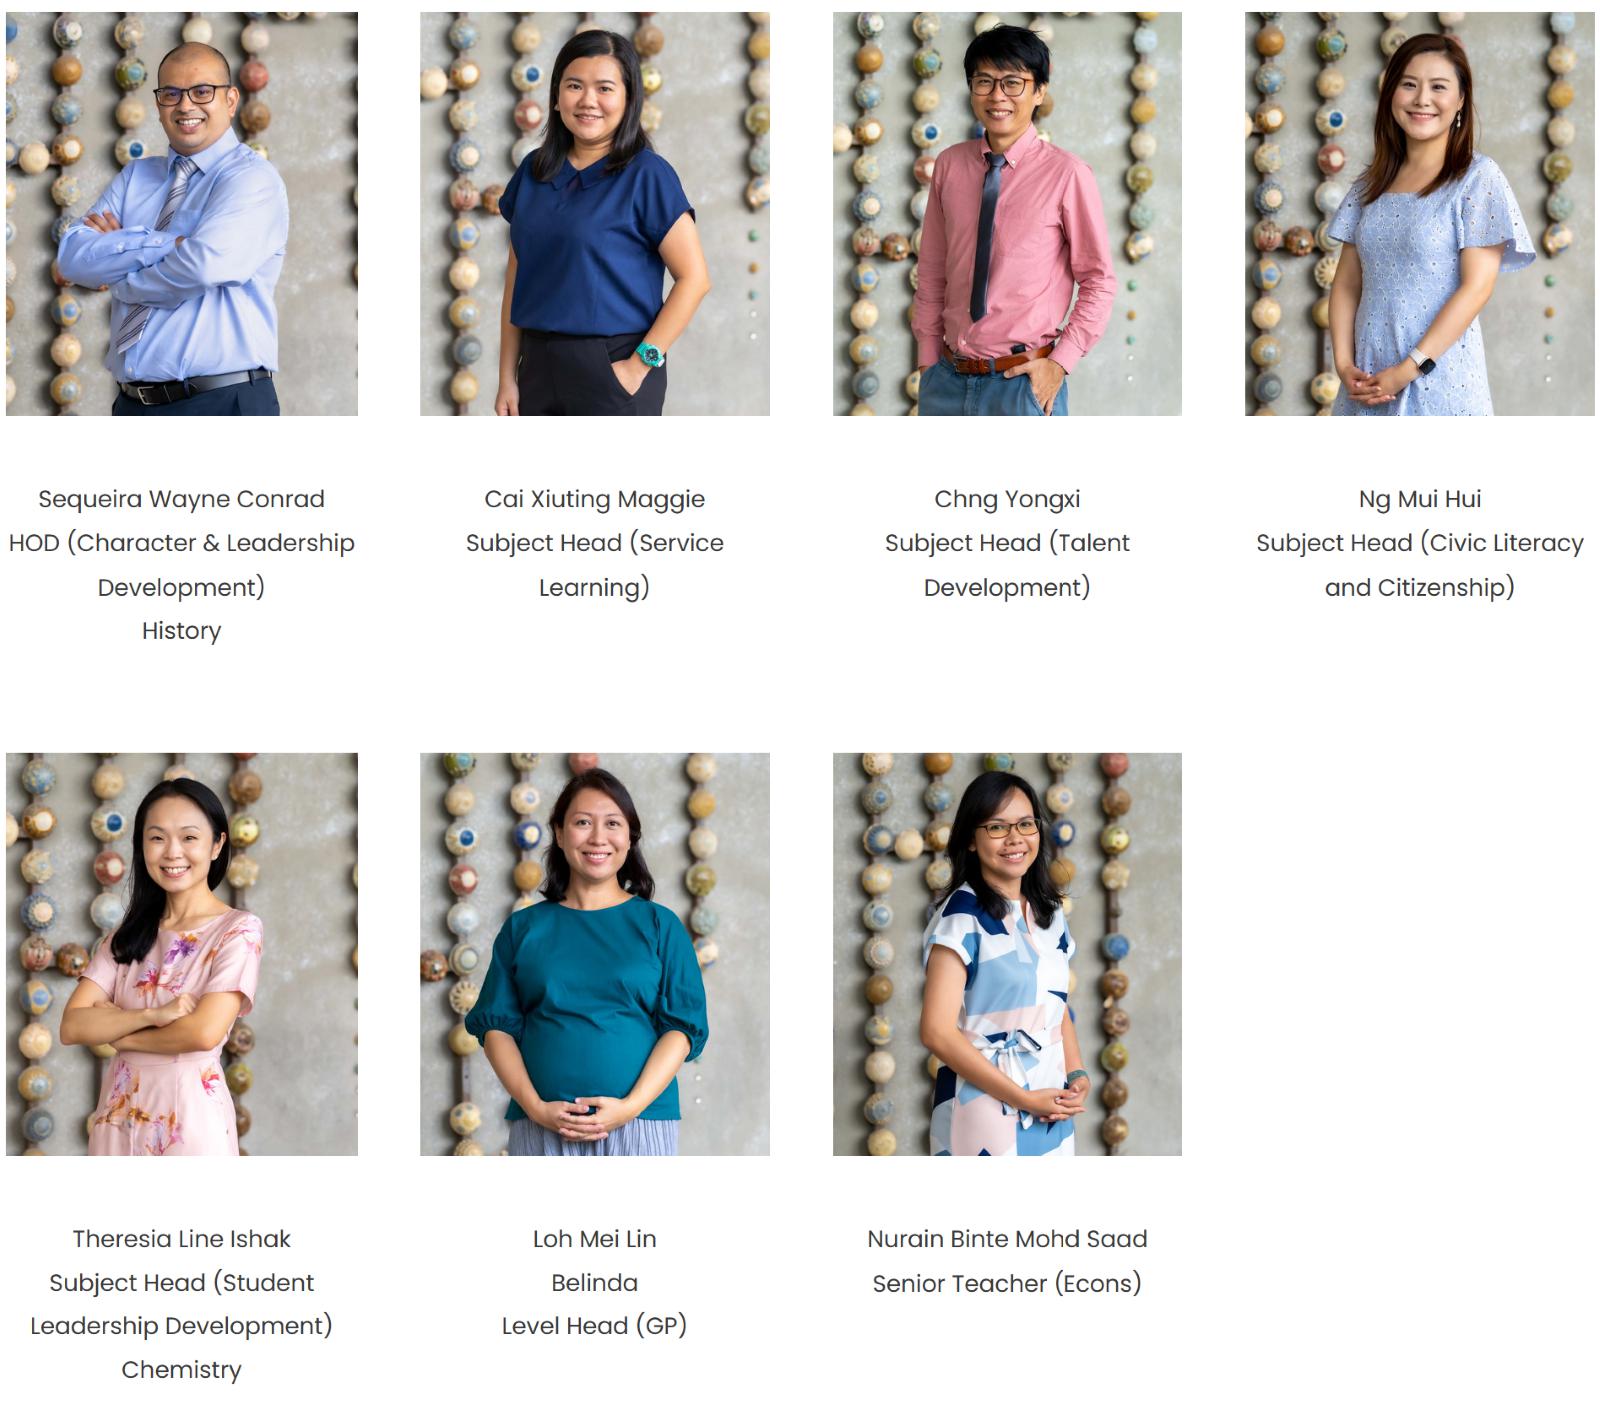 Sequeira Wayne Conrad
HOD (Character & Leadership
Development)
History
Cai Xiuting Maggie
Subject Head (Service
Learning)
Chng Yongxi
Subject Head (Talent
Development)
Ng Mui Hui
Subject Head (Civic Literacy
and Citizenship)
Theresia Line Ishak
Subject Head (Student
Leadership Development)
Chemistry
Loh Mei Lin
Belinda
Level Head (GP)
Nurain Binte Mohd Saad
Senior Teacher (Econs)